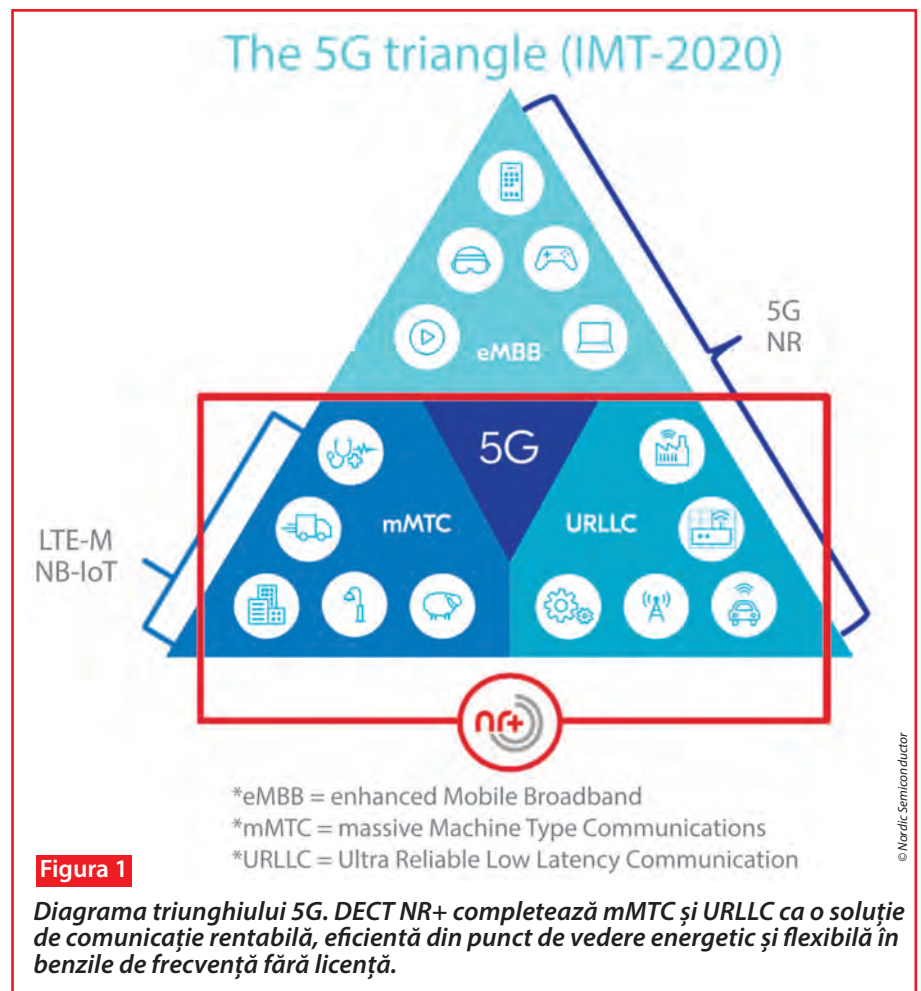 The 5G triangle (IMT-2020)
eMBB
5G
NR
5G
mMTC
URLLC
LTE-M
NB-IoT
nr+
*eMBB = enhanced Mobile Broadband
*mMTC = massive Machine Type Communications
*URLLC = Ultra Reliable Low Latency Communication
© Nordic Semiconductor
Figura 1
Diagrama triunghiului 5G. DECT NR+ completează mMTC și URLLC ca o soluție
de comunicație rentabilă, eficientă din punct de vedere energetic și flexibilă în
benzile de frecvență fără licență.